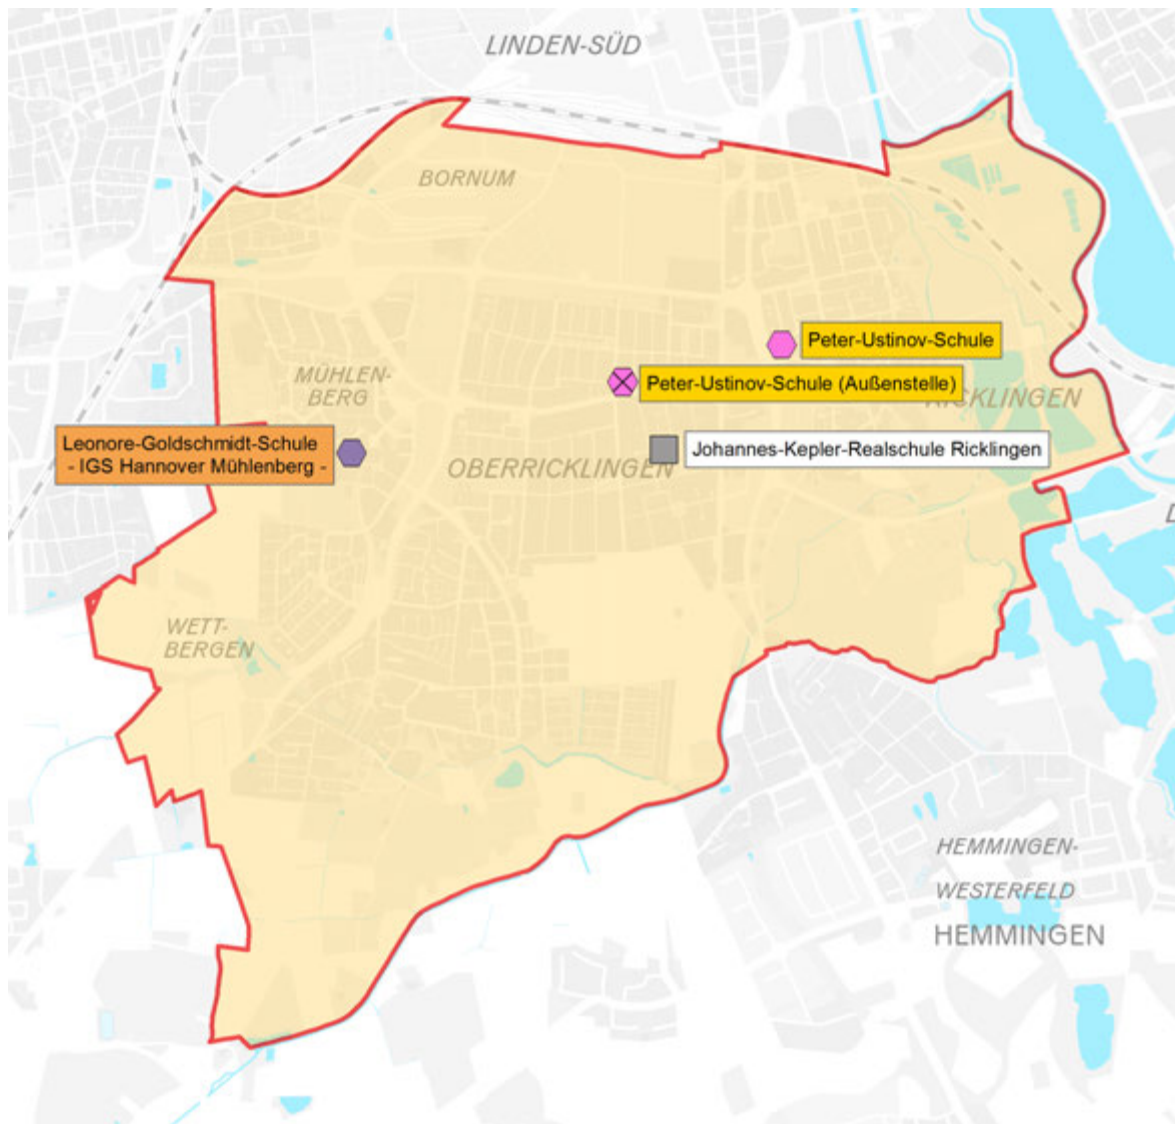 LINDEN-SÜD
BORNUM
Peter-Ustinov-Schule
MÜHLEN-
BERG
Peter-Ustinov-Schule (Außenstelle)
RICKLINGEN
Leonore-Goldschmidt-Schule
- IGS Hannover Mühlenberg -
Johannes-Kepler-Realschule Ricklingen
OBERRICKLINGEN
WETT-
BERGEN
HEMMINGEN-
WESTERFELD
HEMMINGEN